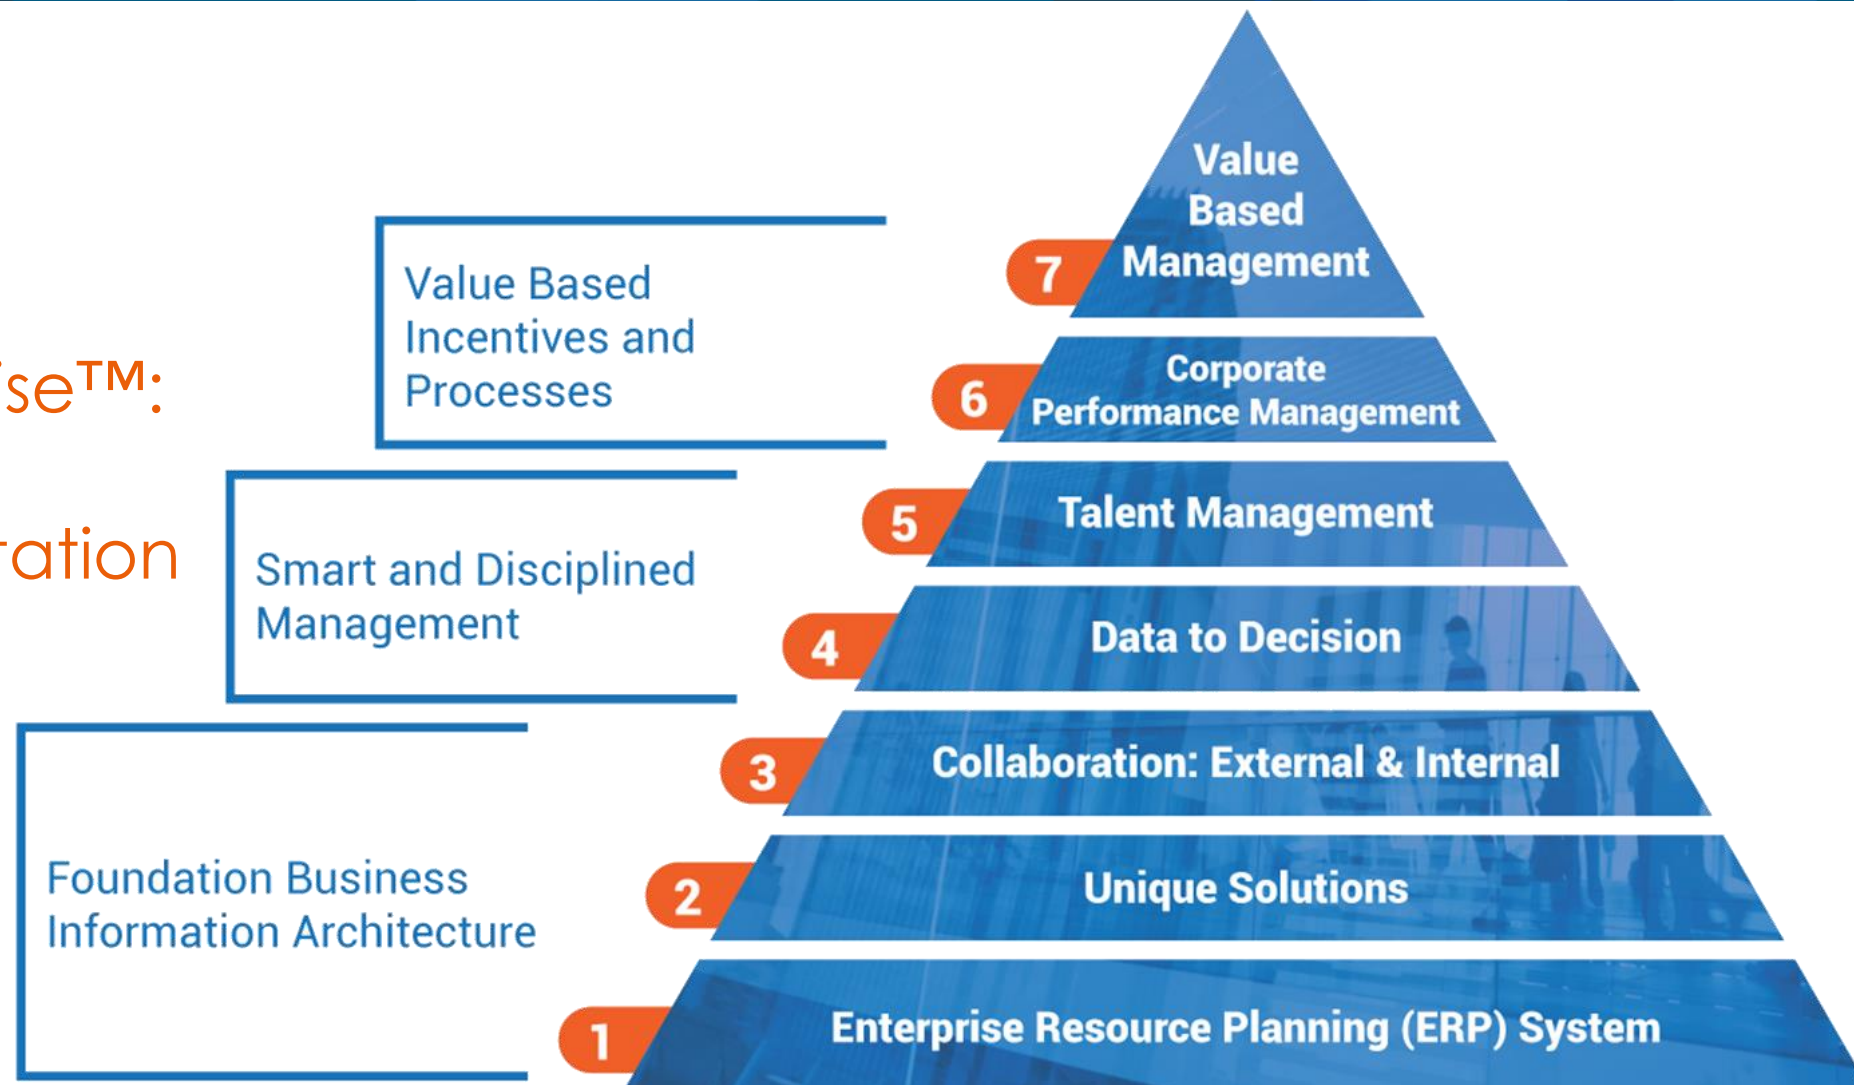 Value
Based
Management
7
Value Based
Incentives and
Processes
Corporate
Performance Management
6
ise™:
Talent Management
5
ration
Smart and Disciplined
Management
Data to Decision
4
Collaboration: External & Internal
3
Foundation Business
Information Architecture
Unique Solutions
2
Enterprise Resource Planning (ERP) System
1